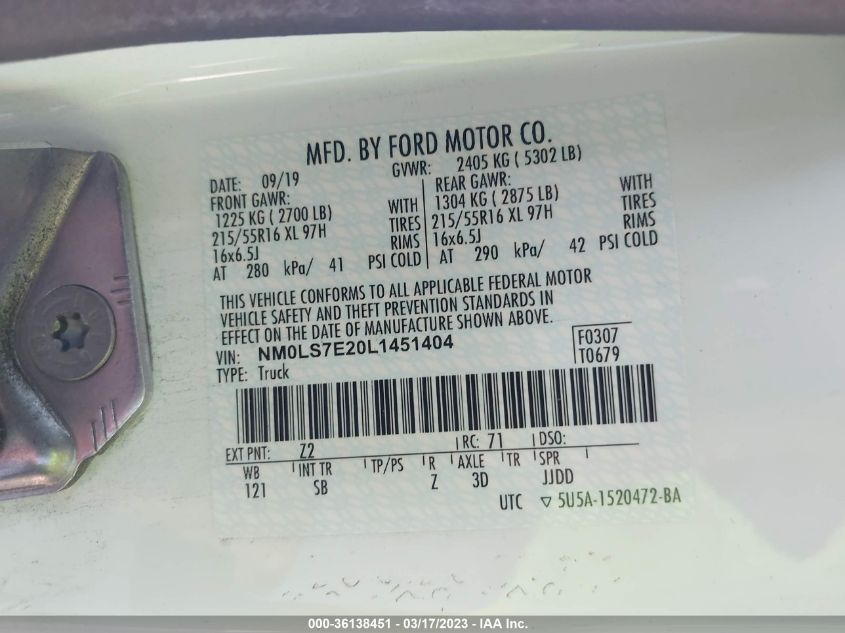 MFD. BY FORD MOTOR CO.
DATE: 09/19 GVWR: 2405 KG ( 5302 LB)
FRONT GAWR: WITH REAR GAWR: WITH
1225 KG ( 2700 LB) TIRES 1304 KG ( 2875 LB) TIRES
215/55R16 XL 97H RIMS 215/55R16 XL 97H RIMS
16x6.5J 16x6.5J
AT 280 kPa/ 41 PSI COLD AT 290 kPa/ 42 PSI COLD
THIS VEHICLE CONFORMS TO ALL APPLICABLE FEDERAL MOTOR
VEHICLE SAFETY AND THEFT PREVENTION STANDARDS IN
EFFECT ON THE DATE OF MANUFACTURE SHOWN ABOVE.
VIN: NM0LS7E20L1451404 F0307
TYPE: Truck T0679
EXT PNT: Z2 RC: 71 DSO:
WB INT TR TP/PS R AXLE TR SPR
121 SB Z 3D JJDD
UTC ▽ 5U5A-1520472-BA
000-36138451 - 03/17/2023 - IAA Inc.